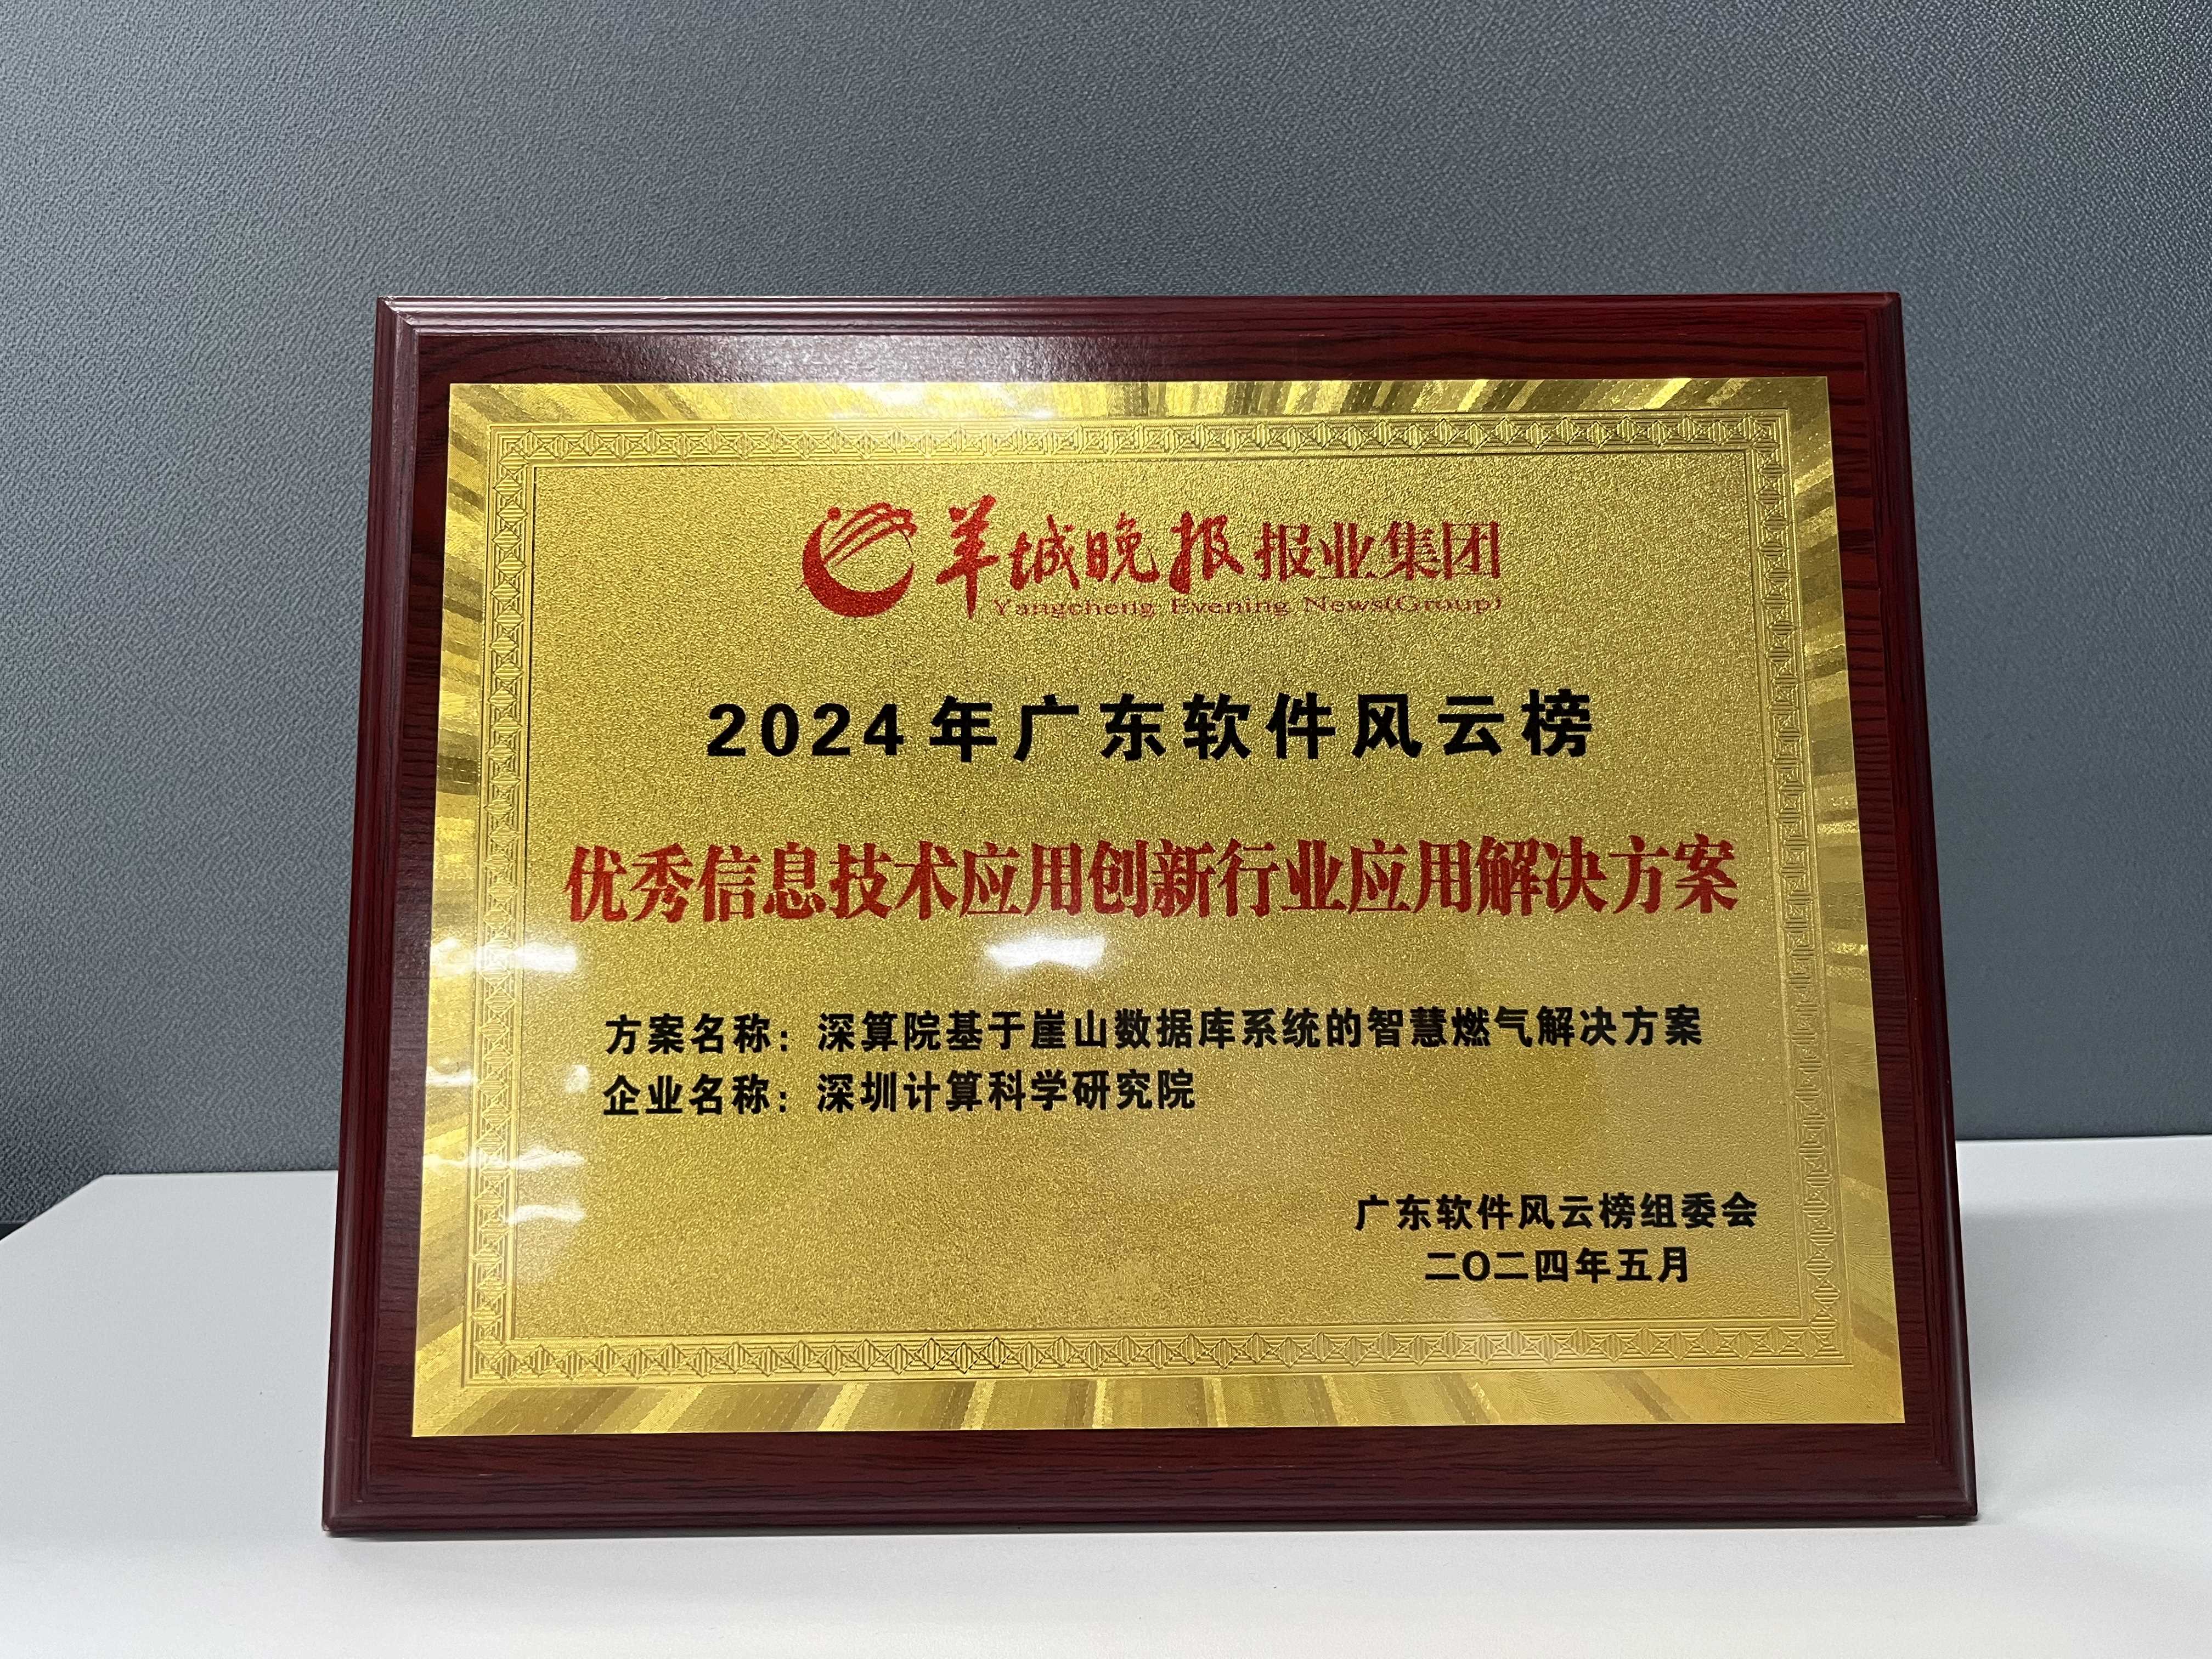 羊城晚报报业集团
Yangcheng Evening News(Group)
2024年广东软件风云榜
优秀信息技术应用创新行业应用解决方案
方案名称：深算院基于崖山数据库系统的智慧燃气解决方案
企业名称：深圳计算科学研究院
广东软件风云榜组委会
二〇二四年五月